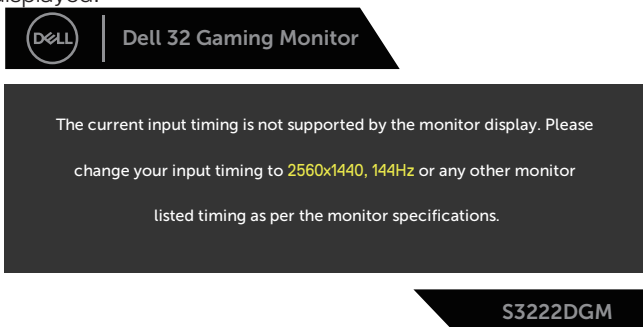 displayed.
DELL
Dell 32 Gaming Monitor
The current input timing is not supported by the monitor display. Please
change your input timing to 2560x1440, 144Hz or any other monitor
listed timing as per the monitor specifications.
S3222DGM